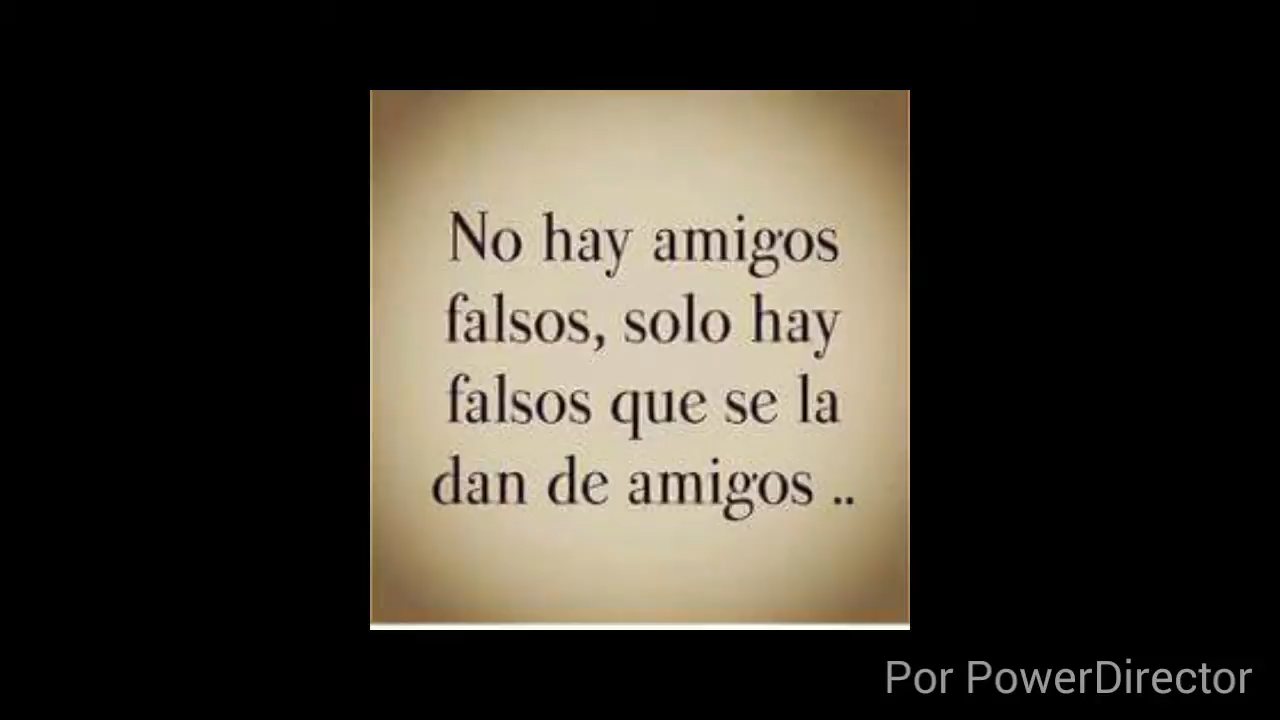 No hay amigos
falsos, solo hay
falsos que se la
dan de amigos ..
Por PowerDirector